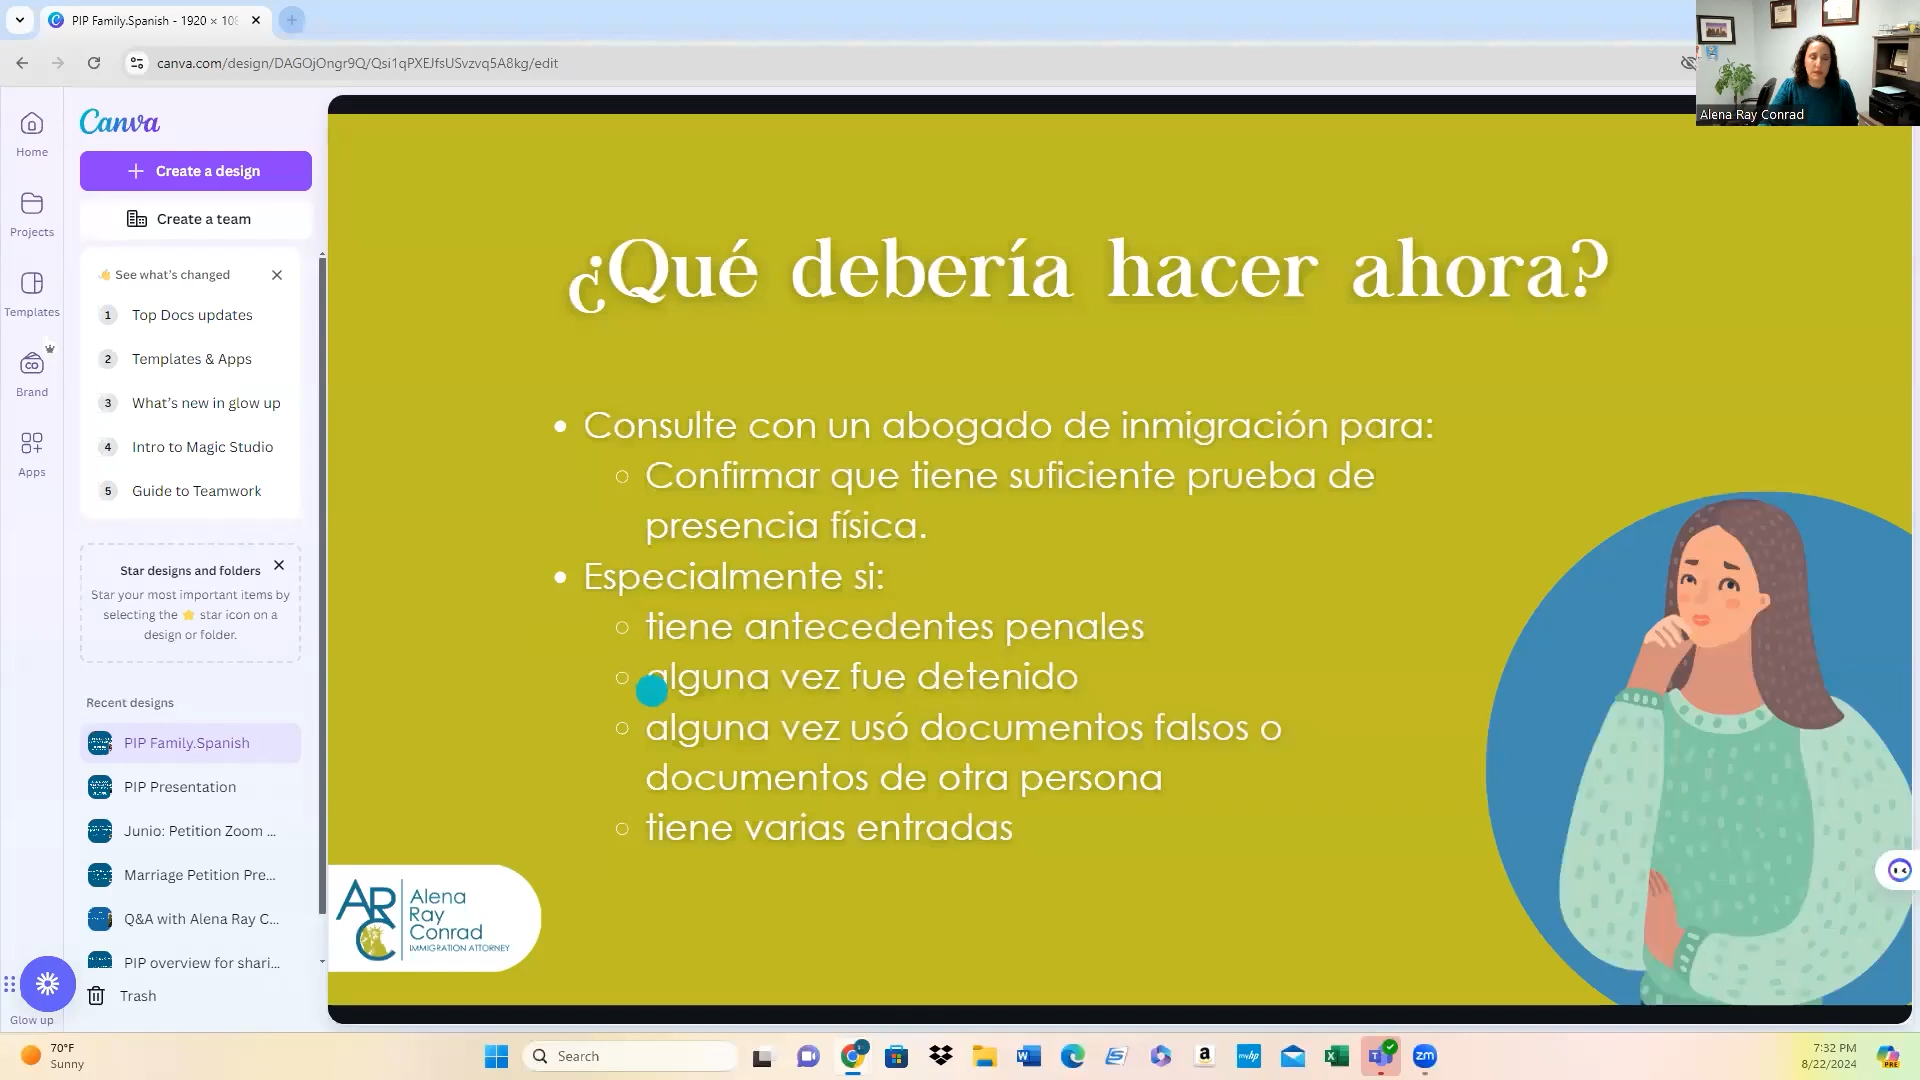 PIP Family.Spanish - 1920 × 108
canva.com/design/DAGOjOngr9Q/Qsi1qPXEJfsUSvzvq5A8kg/edit
Alena Ray Conrad
Canva
Home
Create a design
Create a team
Projects
See what's changed
1 Top Docs updates
Templates
2 Templates & Apps
Brand
3 What's new in glow up
4 Intro to Magic Studio
Apps
5 Guide to Teamwork
Star designs and folders
Star your most important items by
selecting the star icon on a
design or folder.
Recent designs
PIP Family.Spanish
PIP Presentation
Junio: Petition Zoom ...
Marriage Petition Pre...
Q&A with Alena Ray C...
PIP overview for shari...
Trash
Glow up
¿Qué debería hacer ahora?
• Consulte con un abogado de inmigración para:
○ Confirmar que tiene suficiente prueba de
presencia física.
• Especialmente si:
○ tiene antecedentes penales
○ alguna vez fue detenido
○ alguna vez usó documentos falsos o
documentos de otra persona
○ tiene varias entradas
ARC
Alena
Ray
Conrad
IMMIGRATION ATTORNEY
70°F
Sunny
Search
myhp
zm
7:32 PM
8/22/2024
PRE